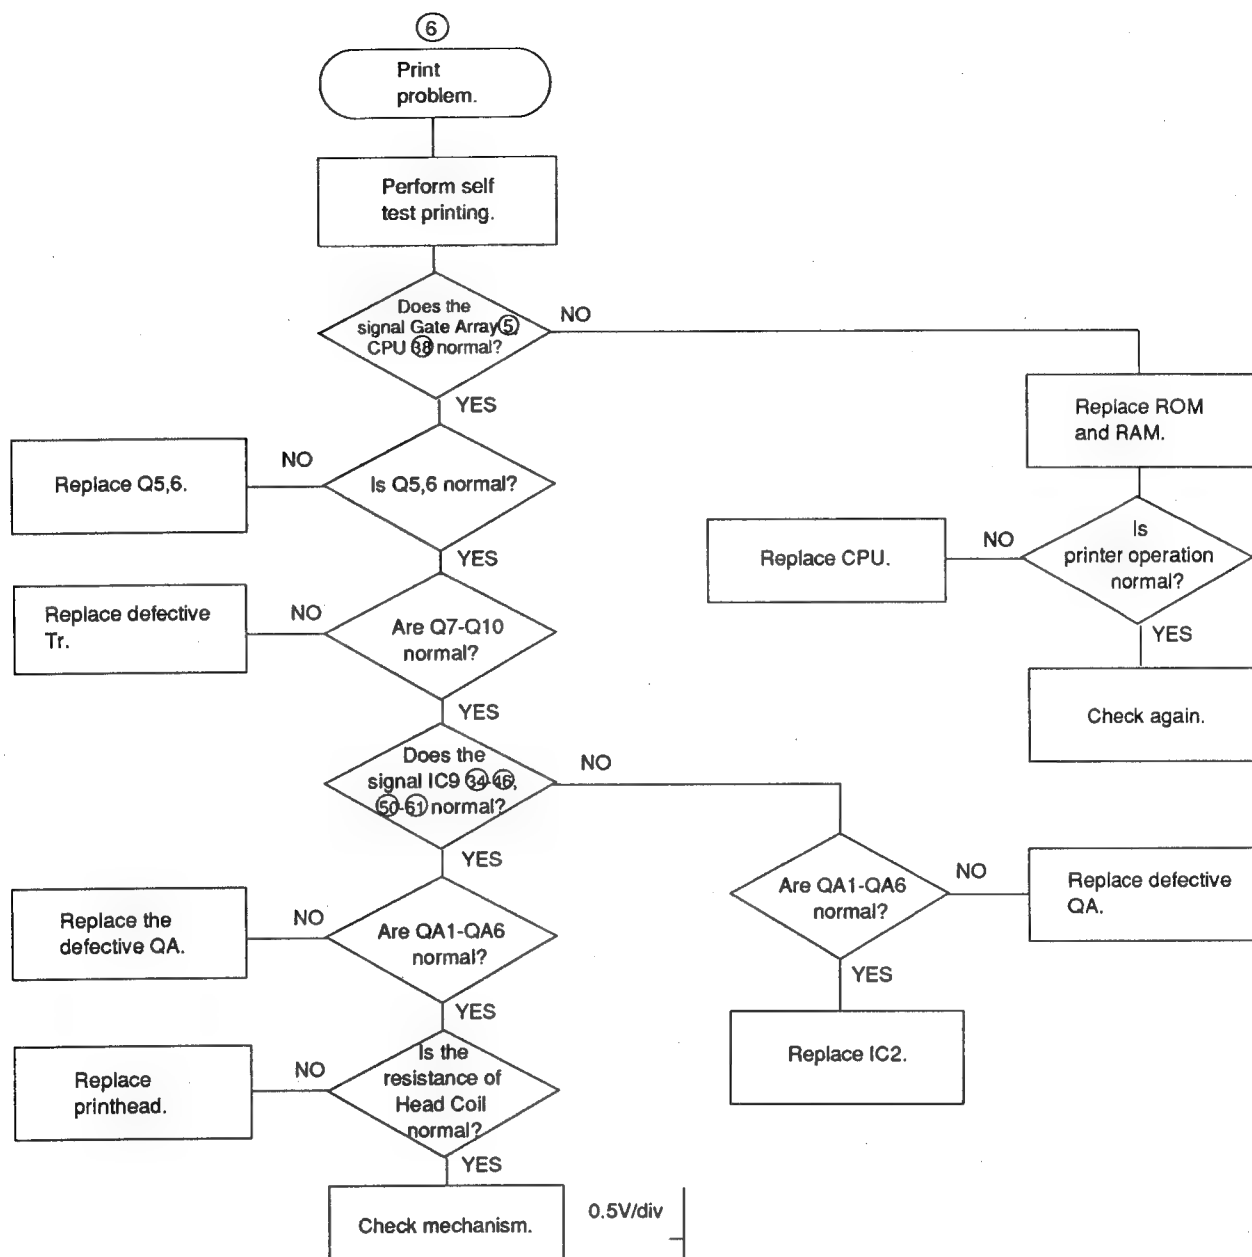 6
Print
problem.
Perform self
test printing.
Does the
signal Gate Array 5,
CPU 38 normal?
NO
YES
Replace ROM
and RAM.
Replace Q5,6.
NO
Is Q5,6 normal?
YES
Replace CPU.
NO
Is
printer operation
normal?
YES
Check again.
Replace defective
Tr.
NO
Are Q7-Q10
normal?
YES
Does the
signal IC9 34-46,
50-61 normal?
NO
YES
Are QA1-QA6
normal?
NO
Replace defective
QA.
YES
Replace IC2.
Replace the
defective QA.
NO
Are QA1-QA6
normal?
YES
Replace
printhead.
NO
Is the
resistance of
Head Coil
normal?
YES
Check mechanism.
0.5V/div